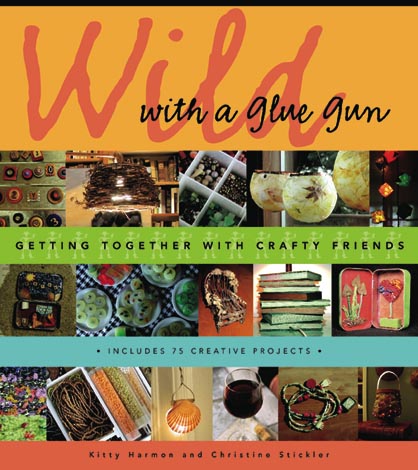 Wild
with a glue gun
GETTING TOGETHER WITH CRAFTY FRIENDS
• INCLUDES 75 CREATIVE PROJECTS •
Kitty Harmon and Christine Stickler